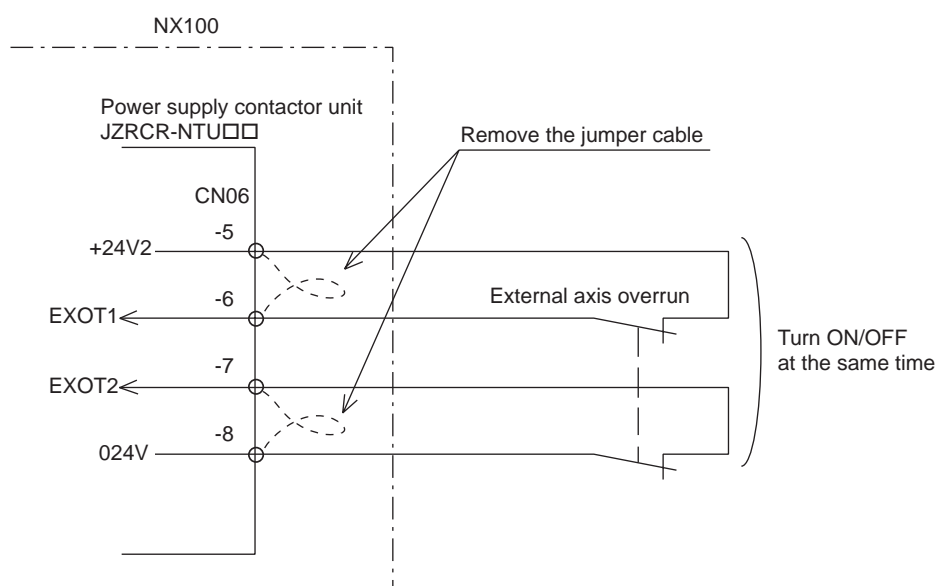 NX100
Power supply contactor unit
JZRCR-NTU□□
Remove the jumper cable
CN06
-5
+24V2
-6
External axis overrun
EXOT1
Turn ON/OFF
at the same time
-7
EXOT2
-8
024V